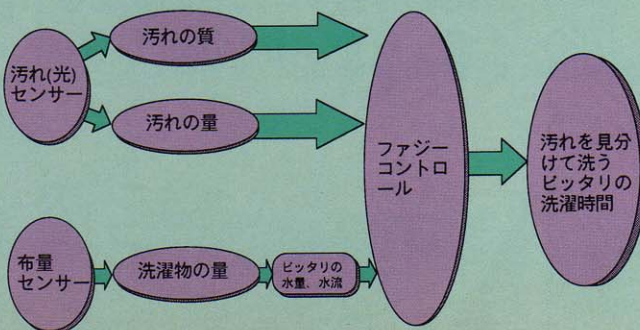 汚れ(光)
センサー
汚れの質
汚れの量
布量
センサー
洗濯物の量
ピッタリの
水量、水流
ファジー
コントロ
ール
汚れを見分
けて洗う
ピッタリの
洗濯時間